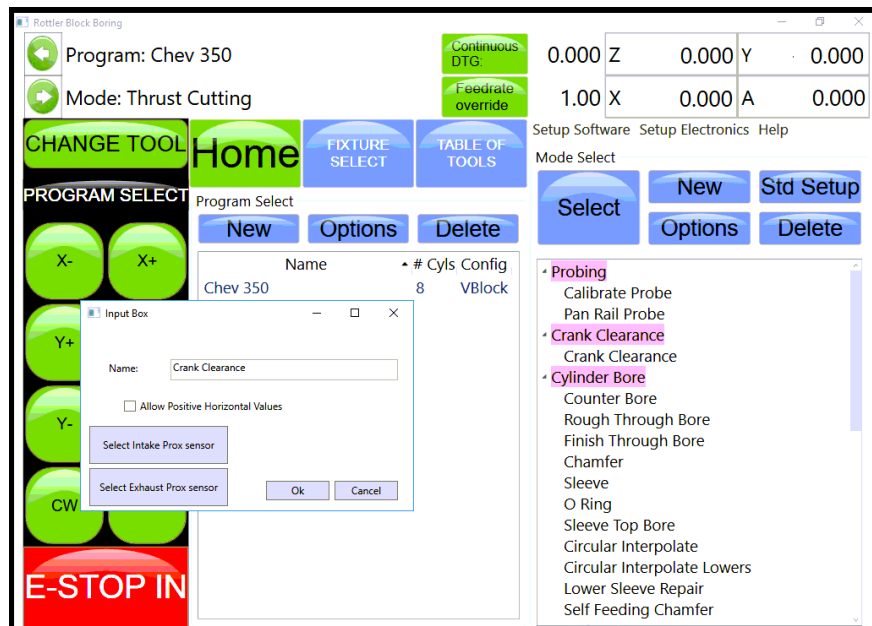 Rottler Block Boring
Program: Chev 350
Continuous
DTG:
0.000 Z 0.000 Y 0.000
Mode: Thrust Cutting
Feedrate
override
1.00 X 0.000 A 0.000
CHANGE TOOL
Home
FIXTURE
SELECT
TABLE OF
TOOLS
Setup Software Setup Electronics Help
Mode Select
Select
New
Std Setup
Options
Delete
PROGRAM SELECT
Program Select
New
Options
Delete
Name # Cyls Config
Chev 350 8 VBlock
X-
X+
Y+
Y-
CW
E-STOP IN
Input Box
Name: Crank Clearance
Allow Positive Horizontal Values
Select Intake Prox sensor
Select Exhaust Prox sensor
Ok
Cancel
Probing
Calibrate Probe
Pan Rail Probe
Crank Clearance
Crank Clearance
Cylinder Bore
Counter Bore
Rough Through Bore
Finish Through Bore
Chamfer
Sleeve
O Ring
Sleeve Top Bore
Circular Interpolate
Circular Interpolate Lowers
Lower Sleeve Repair
Self Feeding Chamfer